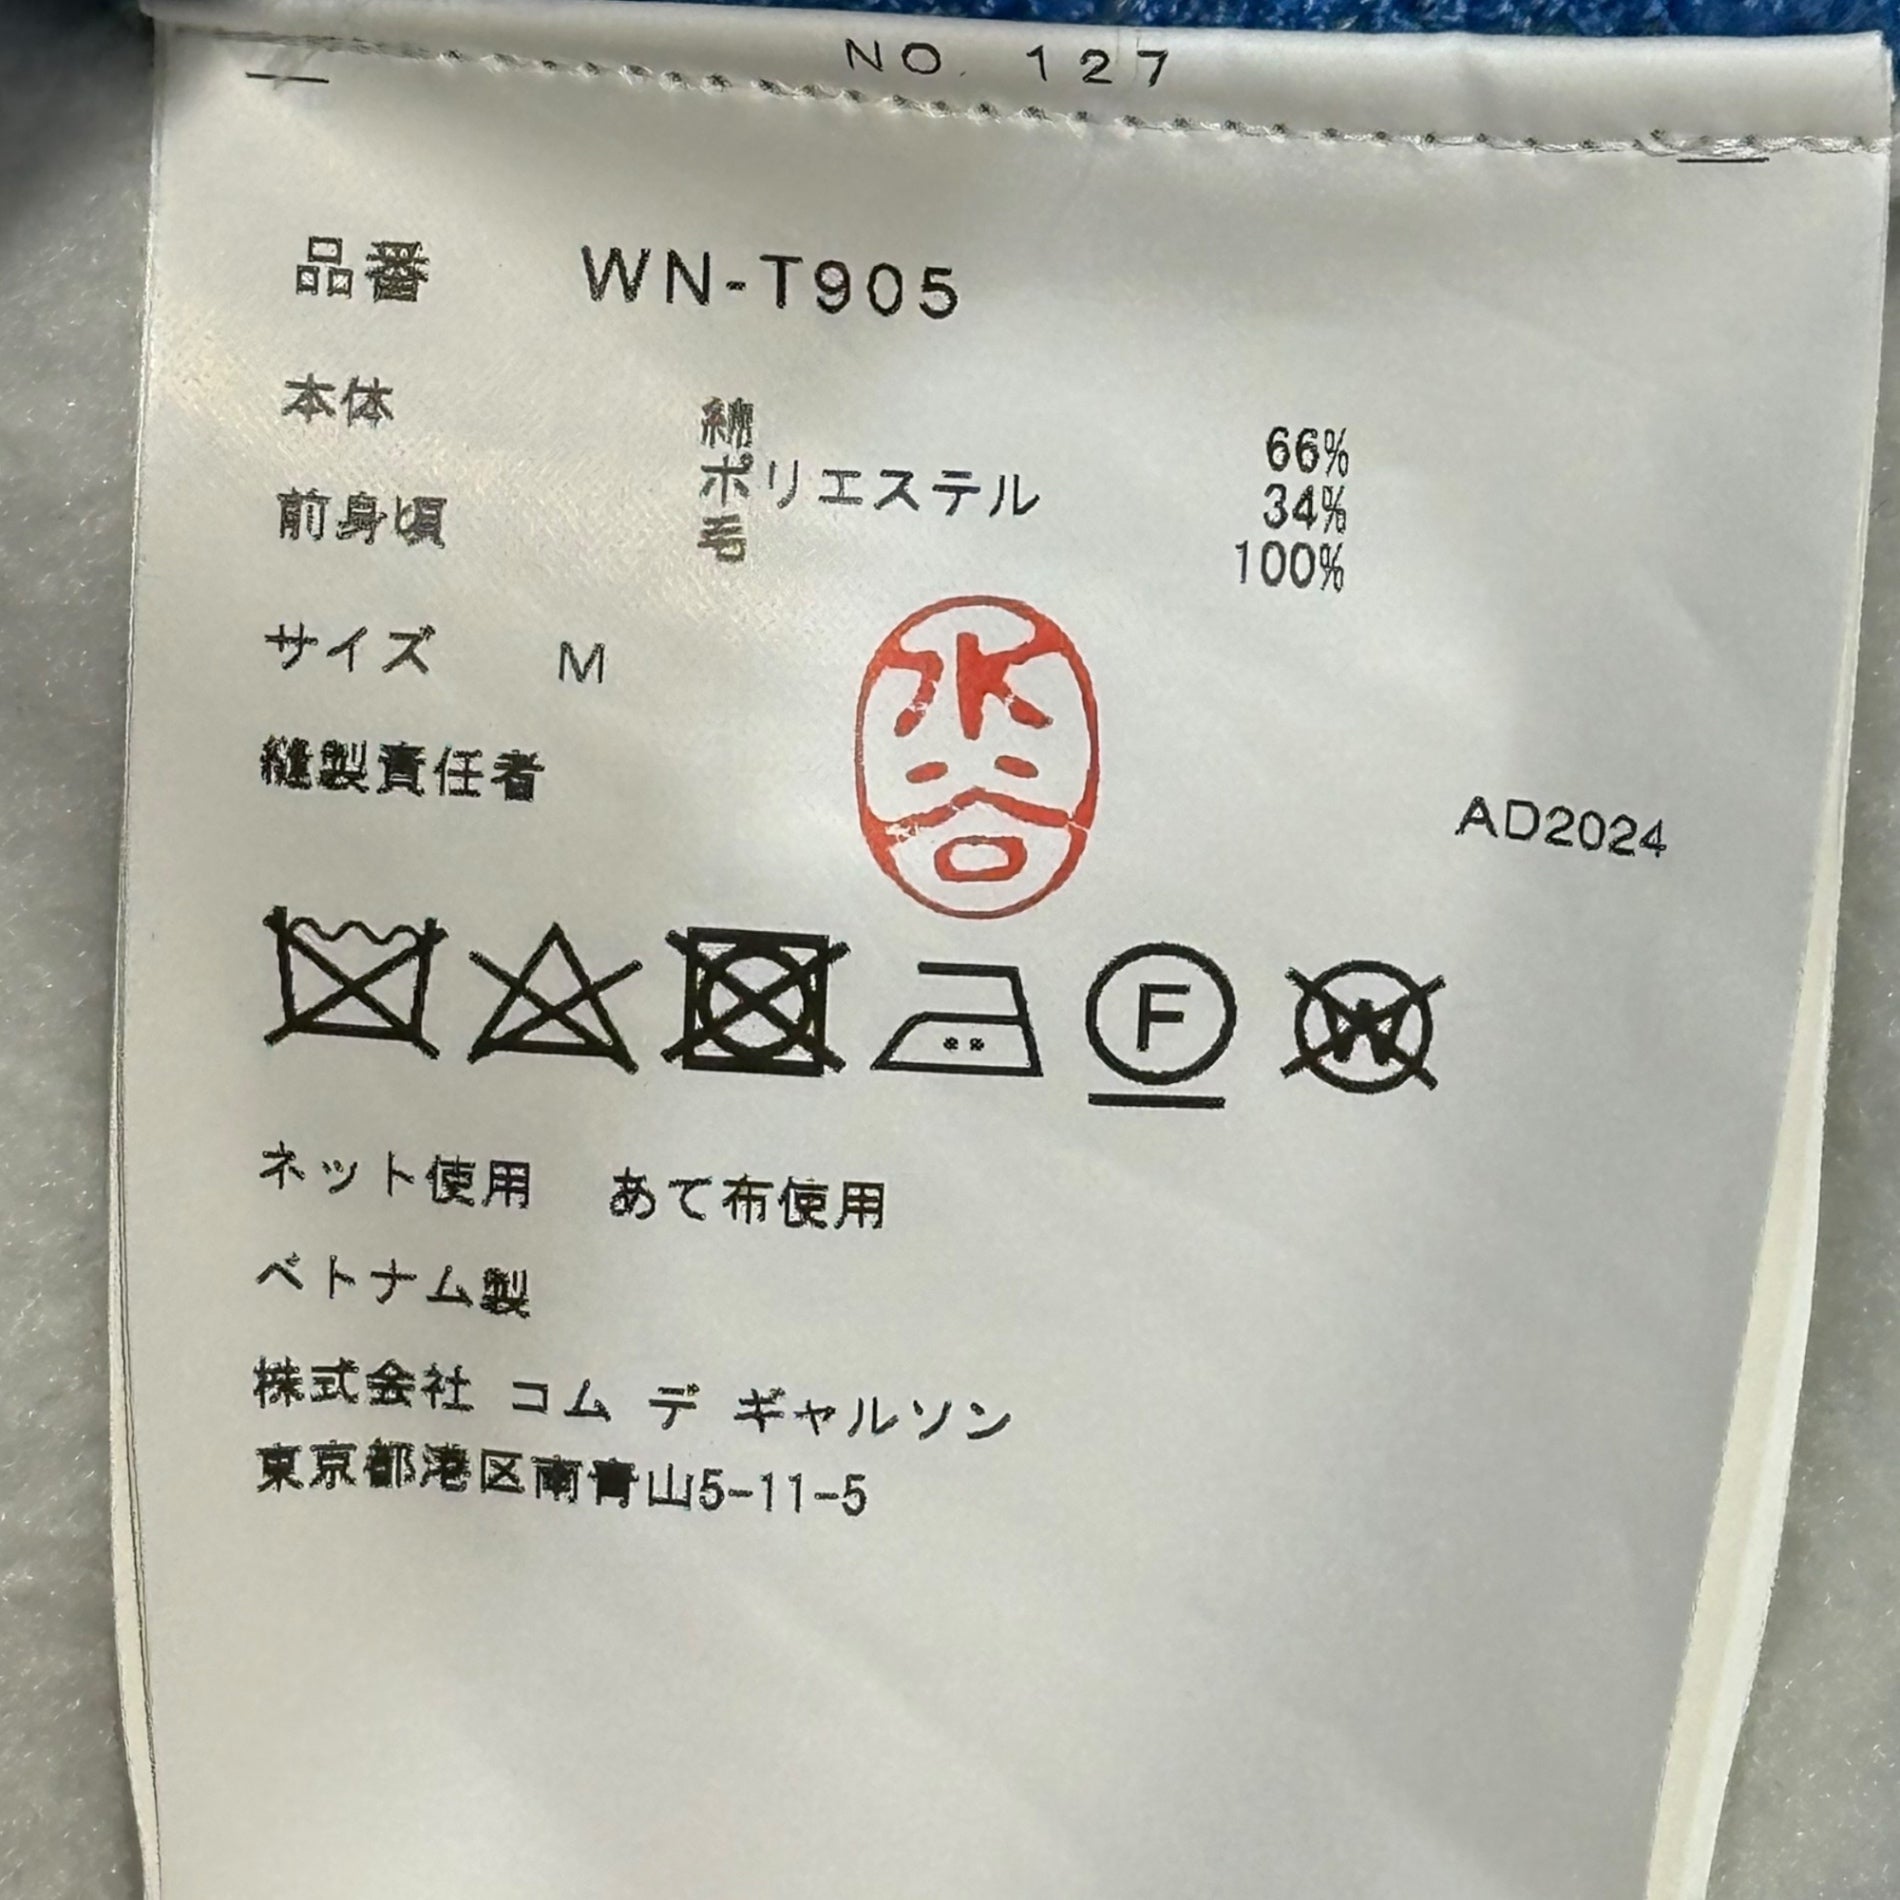 NO. 127
品番 WN-T905
本体 綿 66%
ポリエステル 34%
前身頃 毛 100%
サイズ M
水谷
縫製責任者
AD2024
F
W
ネット使用 あて布使用
ベトナム製
株式会社 コム デ ギャルソン
東京都港区南青山5-11-5